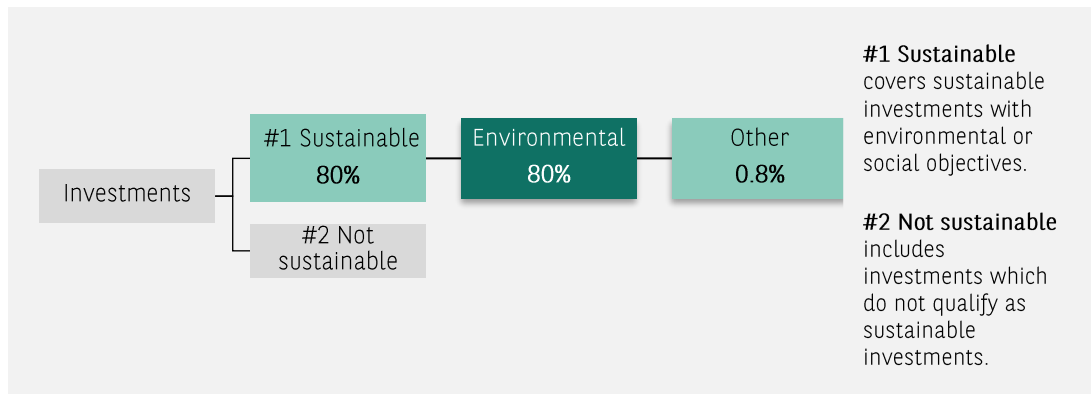 Investments
#1 Sustainable
80%
#2 Not
sustainable
Environmental
80%
Other
0.8%
#1 Sustainable
covers sustainable
investments with
environmental or
social objectives.
#2 Not sustainable
includes
investments which
do not qualify as
sustainable
investments.